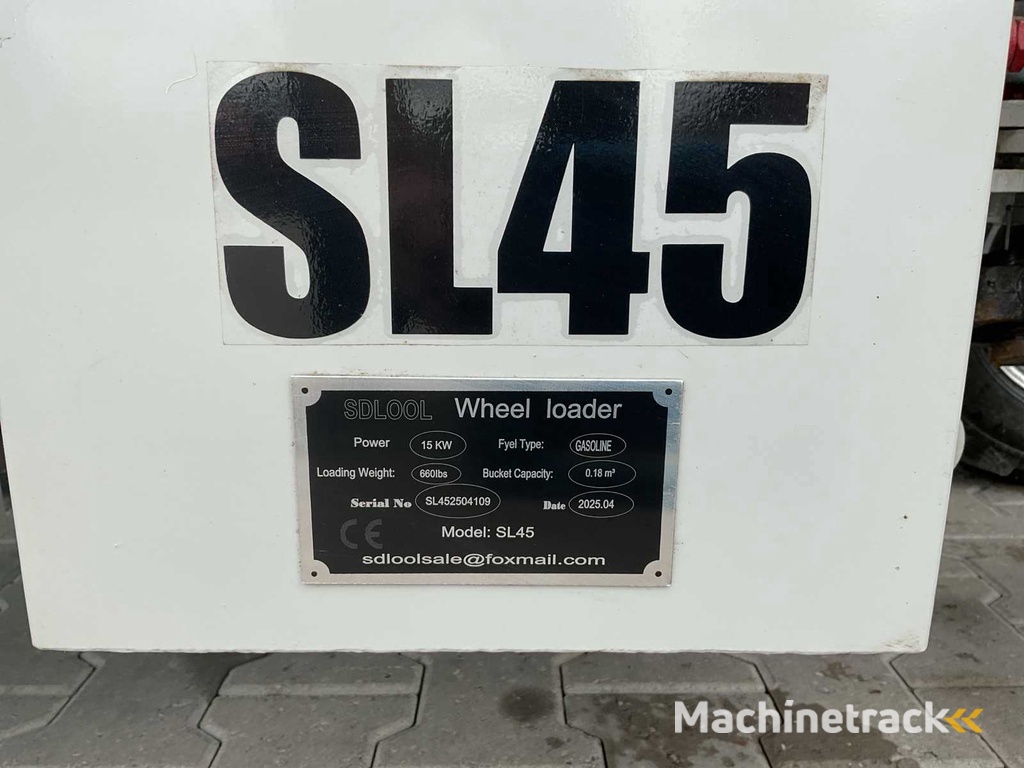 SL45
SDLOOL Wheel loader
Power 15 KW Fyel Type: GASOLINE
Loading Weight: 660lbs Bucket Capacity: 0.18 m³
Serial No SL452504109 Date 2025.04
CE Model: SL45
sdloolsale@foxmail.com
Machinetrack